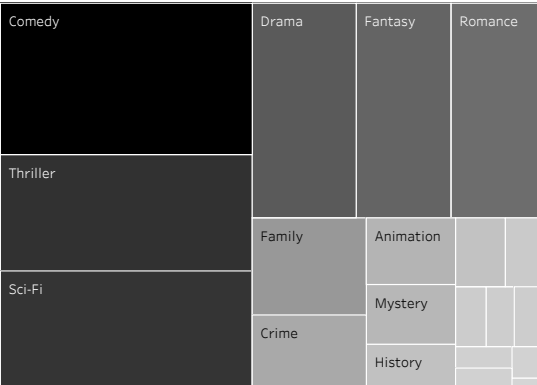 Comedy
Drama
Fantasy
Romance
Thriller
Family
Animation
Sci-Fi
Mystery
Crime
History